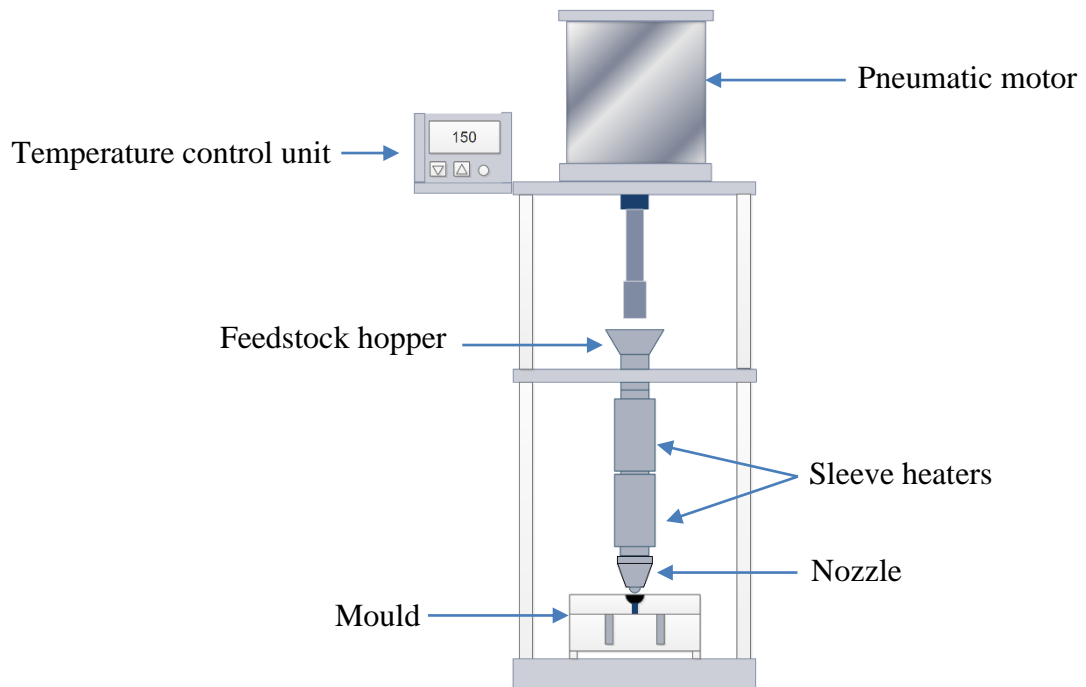 Pneumatic motor
150
Temperature control unit
Feedstock hopper
Sleeve heaters
Nozzle
Mould